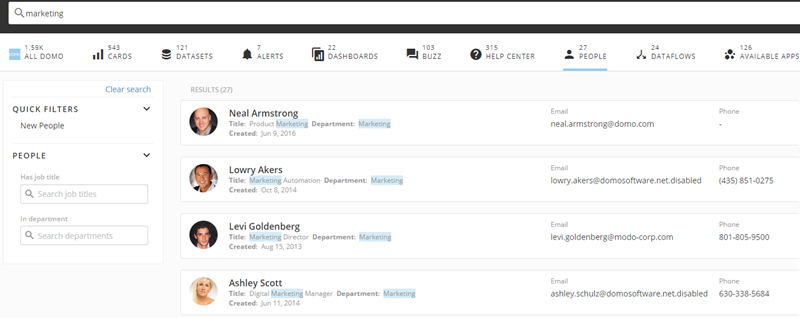 marketing
1.59K
ALL DOMO
543
CARDS
121
DATASETS
7
ALERTS
22
DASHBOARDS
103
BUZZ
315
HELP CENTER
27
PEOPLE
24
DATAFLOWS
126
AVAILABLE APPS
Clear search
QUICK FILTERS
New People
PEOPLE
Has job title
Search job titles
In department
Search departments
RESULTS (27)
Neal Armstrong
Title: Product Marketing Department: Marketing
Created: Jun 9, 2016
Email
neal.armstrong@domo.com
Phone
-
Lowry Akers
Title: Marketing Automation Department: Marketing
Created: Oct 8, 2014
Email
lowry.akers@domosoftware.net.disabled
Phone
(435) 851-0275
Levi Goldenberg
Title: Marketing Director Department: Marketing
Created: Aug 15, 2013
Email
levi.goldenberg@modo-corp.com
Phone
801-805-9500
Ashley Scott
Title: Digital Marketing Manager Department: Marketing
Created: Jun 11, 2014
Email
ashley.schulz@domosoftware.net.disabled
Phone
630-338-5684